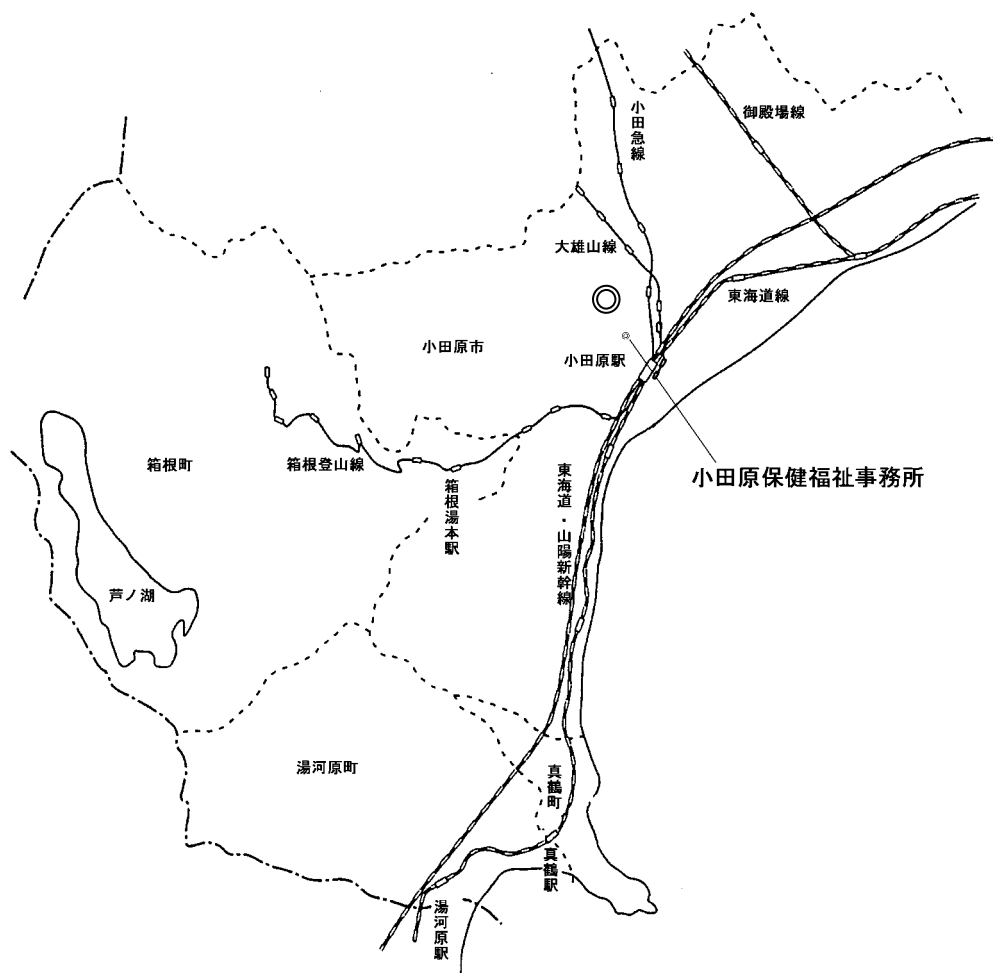 小田急線
御殿場線
大雄山線
東海道線
小田原市
小田原駅
箱根町
箱根登山線
箱根湯本駅
東海道・山陽新幹線
小田原保健福祉事務所
芦ノ湖
湯河原町
真鶴町
真鶴駅
湯河原駅